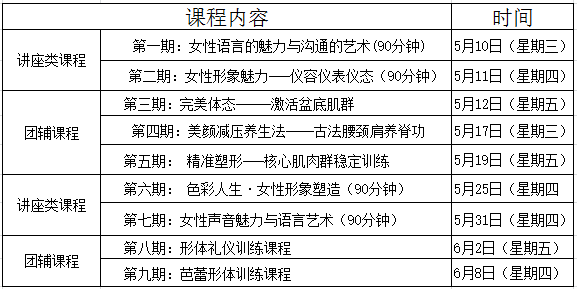 课程内容 时间
讲座类课程
第一期：女性语言的魅力与沟通的艺术(90分钟) 5月10日（星期三）
第二期：女性形象魅力——仪容仪表仪态（90分钟） 5月11日（星期四）
团辅课程
第三期：完美体态———激活盆底肌群 5月12日（星期五）
第四期：美颜减压养生法——古法腰颈肩养脊功 5月17日（星期三）
第五期： 精准塑形——核心肌肉群稳定训练 5月19日（星期五）
讲座类课程
第六期： 色彩人生·女性形象塑造（90分钟） 5月25日（星期四
第七期：女性声音魅力与语言艺术（90分钟） 5月31日（星期四）
团辅课程
第八期：形体礼仪训练课程 6月2日（星期五）
第九期：芭蕾形体训练课程 6月8日（星期四）